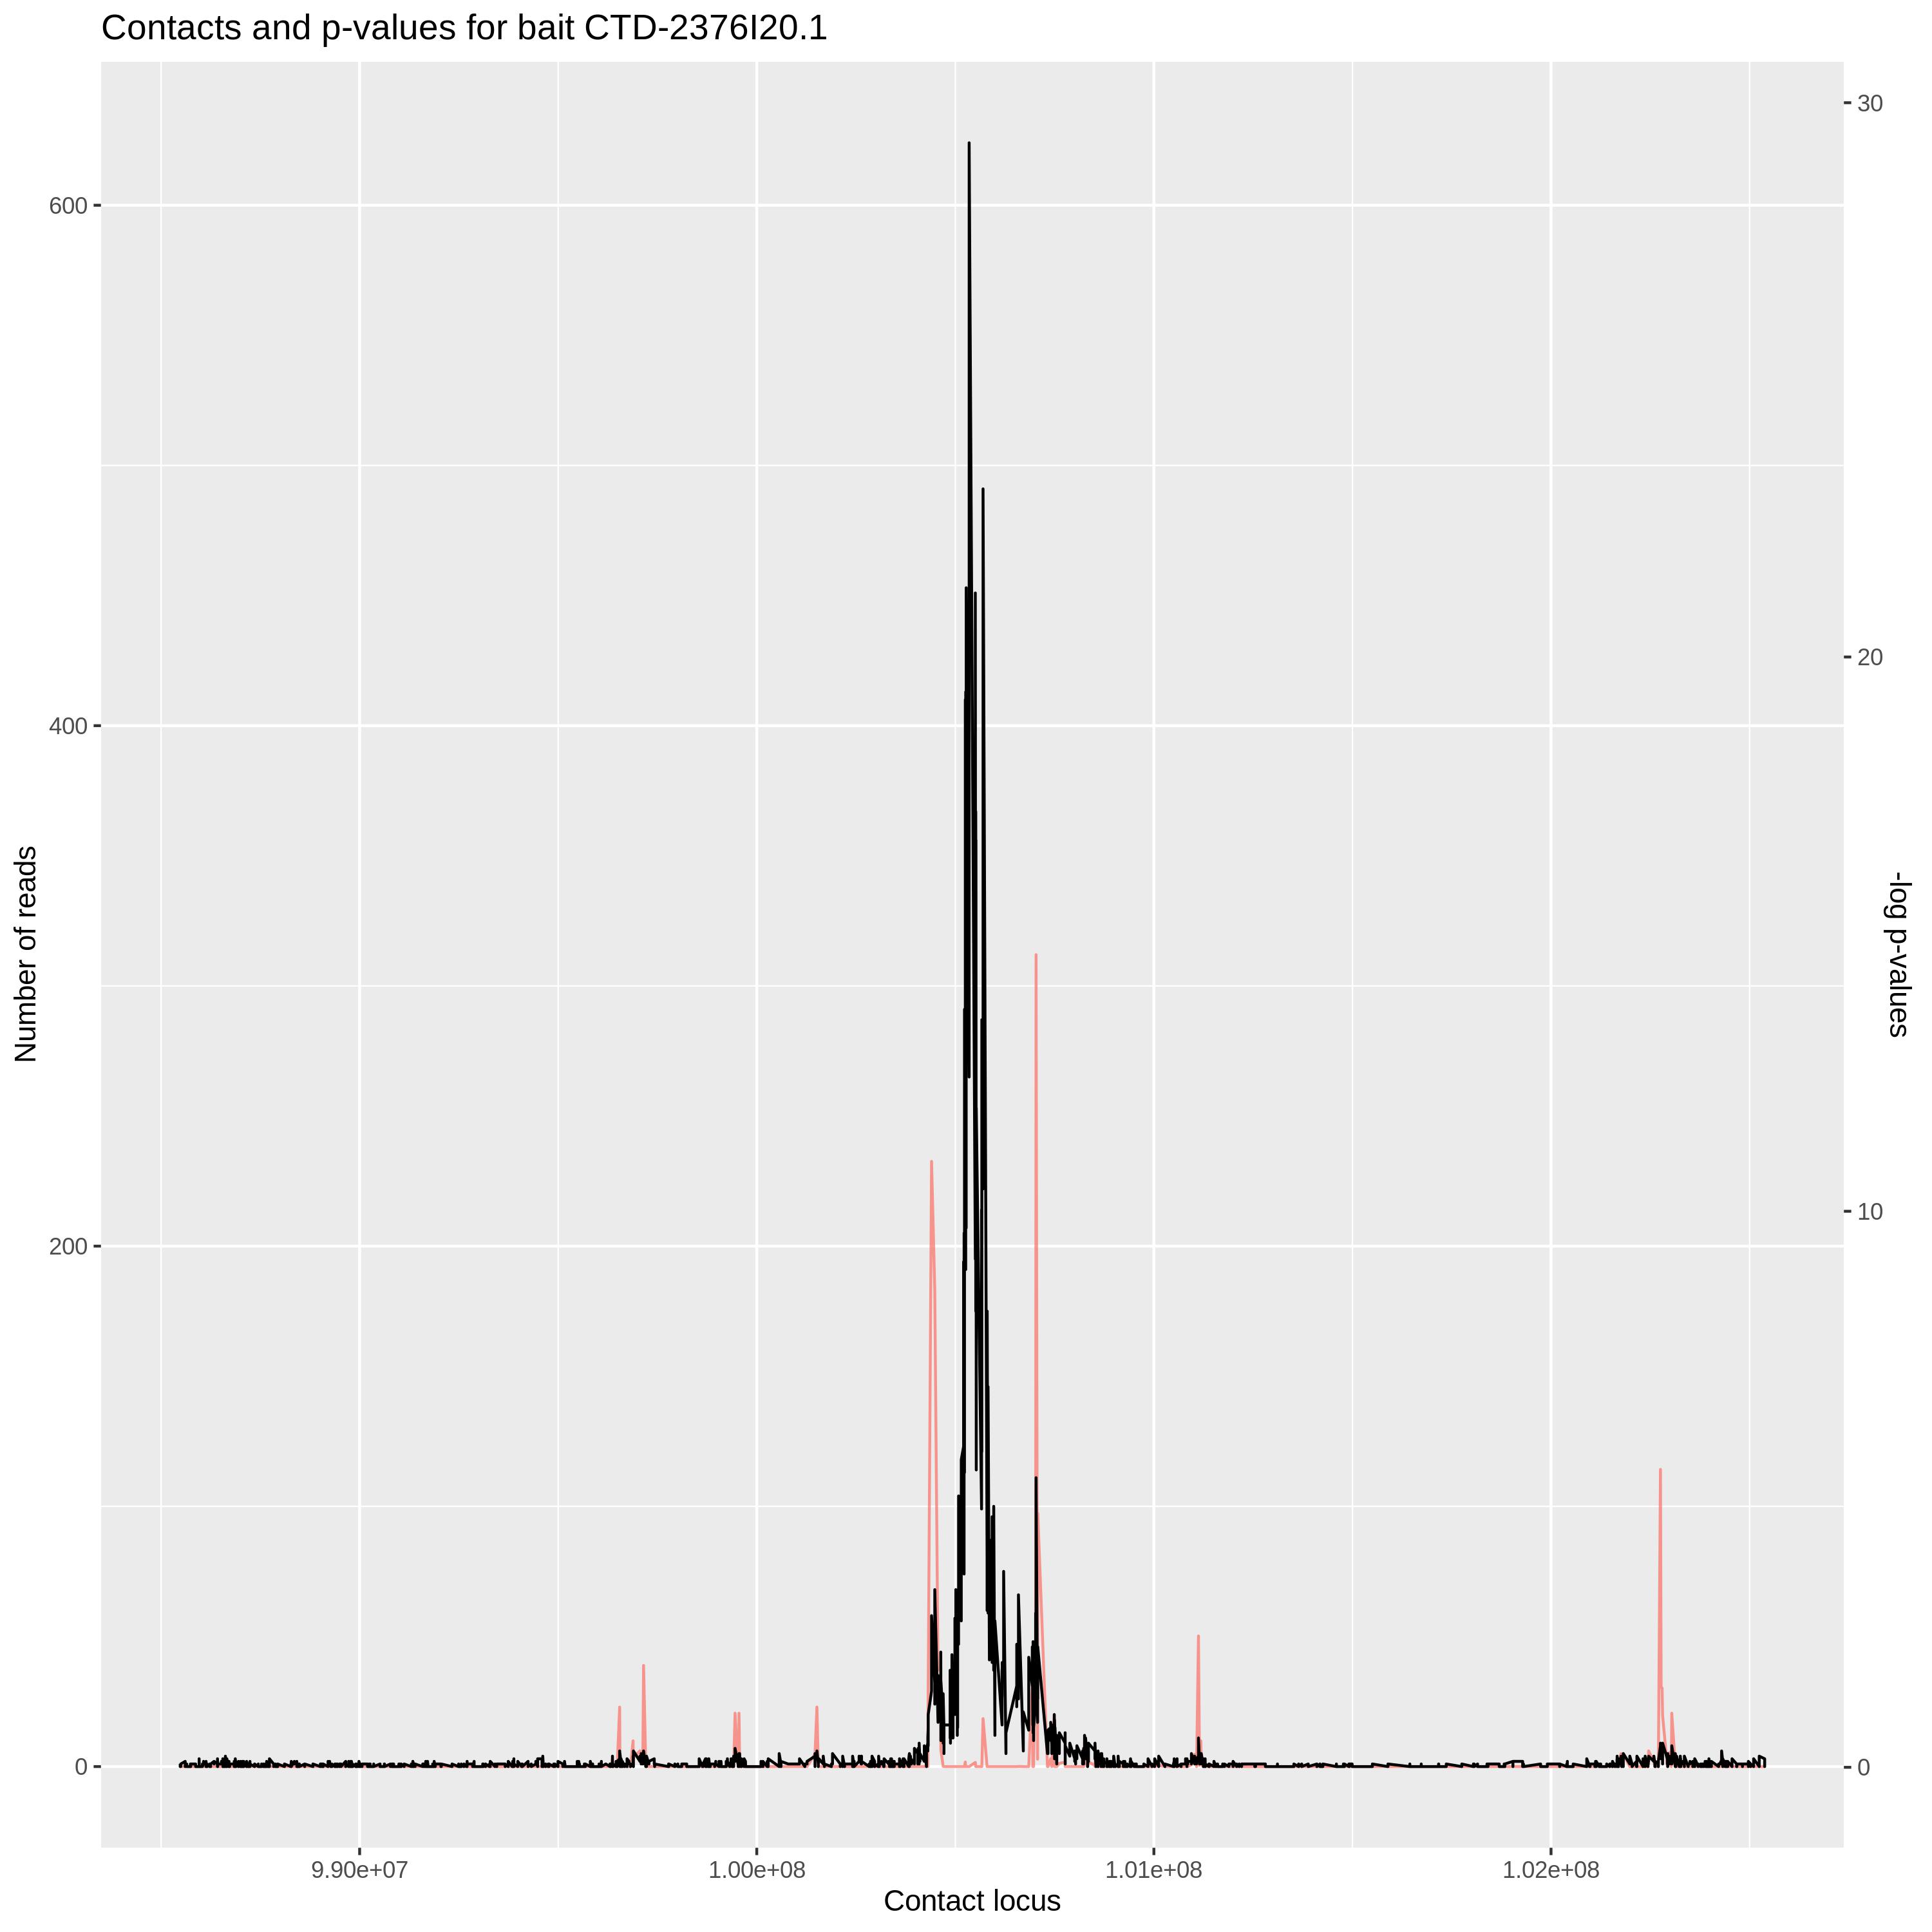 Contacts and p-values for bait CTD-2376I20.1
600
400
200
0
Number of reads
30
20
10
0
-log p-values
9.90e+07
1.00e+08
1.01e+08
1.02e+08
Contact locus